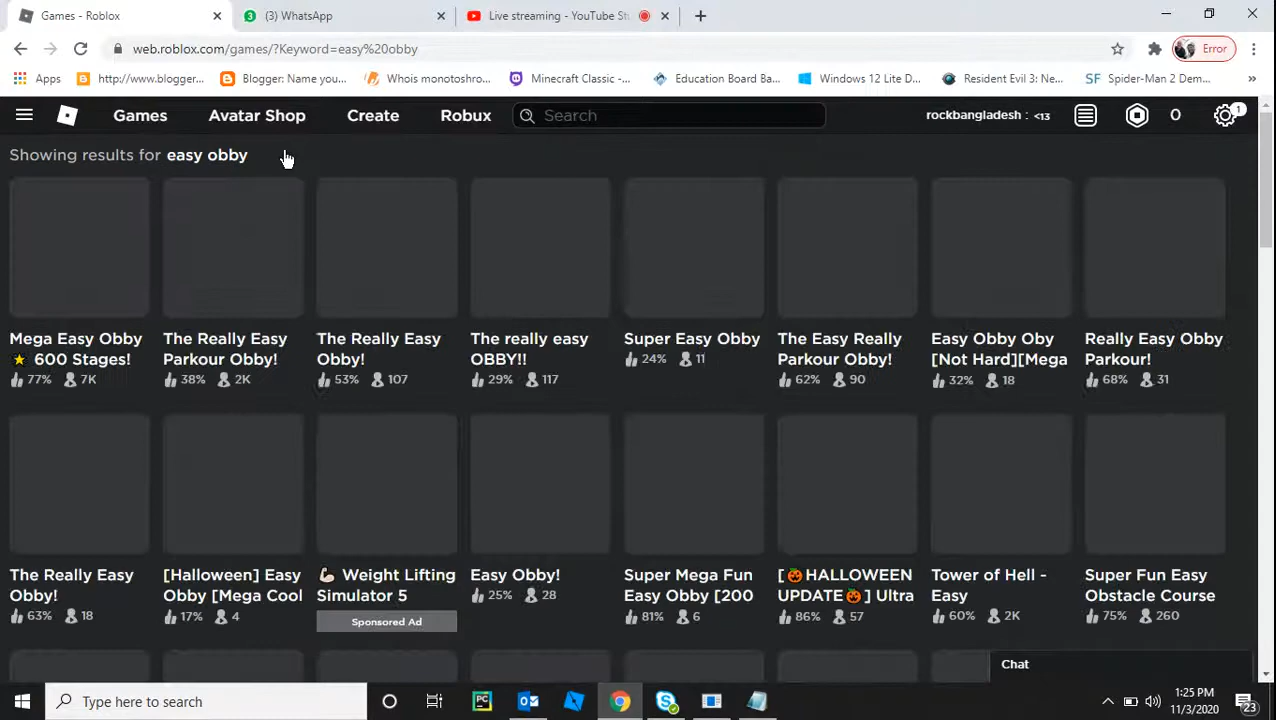 Games - Roblox
(3) WhatsApp
Live streaming - YouTube St
web.roblox.com/games/?Keyword=easy%20obby
Error
Apps
http://www.blogger...
Blogger: Name you...
Whois monotoshro...
Minecraft Classic -...
Education Board Ba...
Windows 12 Lite D...
Resident Evil 3: Ne...
SF Spider-Man 2 Dem...
»
Games
Avatar Shop
Create
Robux
Search
rockbangladesh : <13
0
1
Showing results for easy obby
Mega Easy Obby
⭐ 600 Stages!
77% 7K
The Really Easy
Parkour Obby!
38% 2K
The Really Easy
Obby!
53% 107
The really easy
OBBY!!
29% 117
Super Easy Obby
24% 11
The Easy Really
Parkour Obby!
62% 90
Easy Obby Oby
[Not Hard][Mega
32% 18
Really Easy Obby
Parkour!
68% 31
The Really Easy
Obby!
63% 18
[Halloween] Easy
Obby [Mega Cool
17% 4
💪🏻 Weight Lifting
Simulator 5
Sponsored Ad
Easy Obby!
25% 28
Super Mega Fun
Easy Obby [200
81% 6
[🎃HALLOWEEN
UPDATE🎃] Ultra
86% 57
Tower of Hell -
Easy
60% 2K
Super Fun Easy
Obstacle Course
75% 260
Chat
Type here to search
PC
1:25 PM
11/3/2020
23